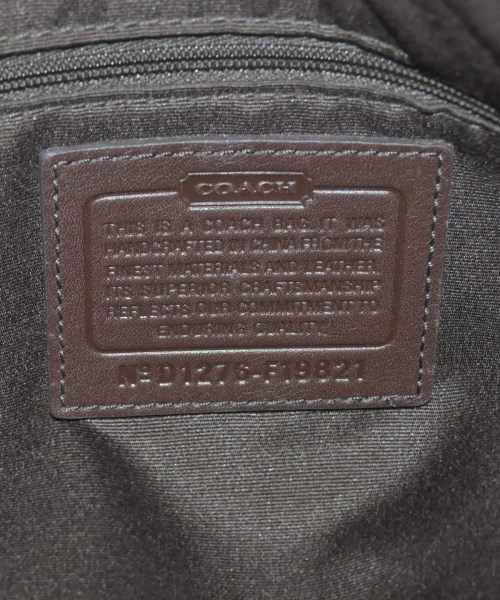 COACH
THIS IS A COACH BAG. IT WAS
HANDCRAFTED IN CHINA FROM THE
FINEST MATERIALS AND LEATHER.
ITS SUPERIOR CRAFTSMANSHIP
REFLECTS OUR COMMITMENT TO
ENDURING QUALITY.
Nº D1276-F19821